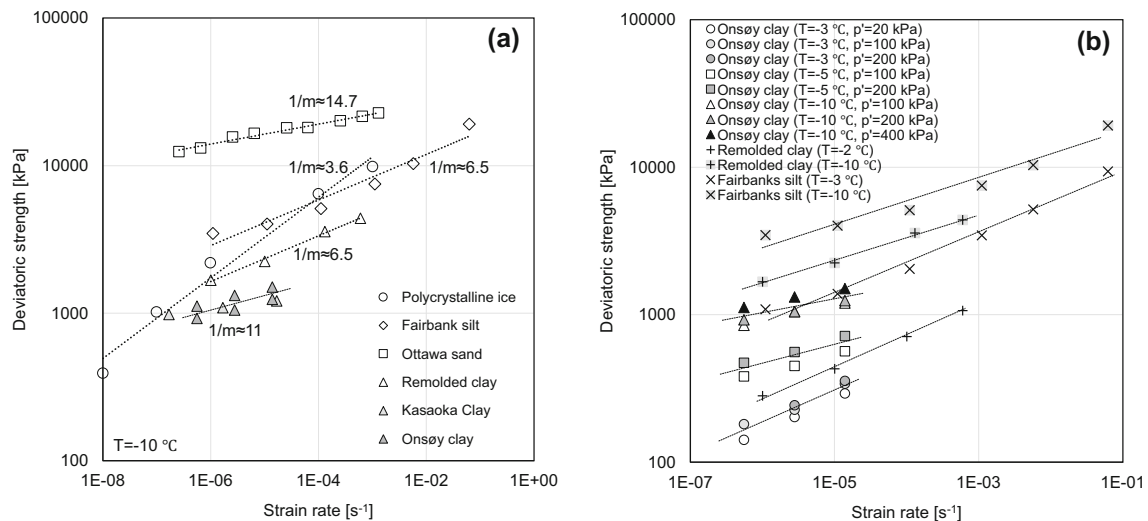 (a)
100000
10000
1000
100
1E-08
1E-06
1E-04
1E-02
1E+00
Deviatoric strength [kPa]
Strain rate [s⁻¹]
1/m≈14.7
1/m≈3.6
1/m≈6.5
1/m≈6.5
1/m≈11
Polycrystalline ice
Fairbank silt
Ottawa sand
Remolded clay
Kasaoka Clay
Onsøy clay
T=-10 ℃
(b)
100000
10000
1000
100
1E-07
1E-05
1E-03
1E-01
Deviatoric strength [kPa]
Strain rate [s⁻¹]
Onsøy clay (T=-3 ℃, p'=20 kPa)
Onsøy clay (T=-3 ℃, p'=100 kPa)
Onsøy clay (T=-3 ℃, p'=200 kPa)
Onsøy clay (T=-5 ℃, p'=100 kPa)
Onsøy clay (T=-5 ℃, p'=200 kPa)
Onsøy clay (T=-10 ℃, p'=100 kPa)
Onsøy clay (T=-10 ℃, p'=200 kPa)
Onsøy clay (T=-10 ℃, p'=400 kPa)
Remolded clay (T=-2 ℃)
Remolded clay (T=-10 ℃)
Fairbanks silt (T=-3 ℃)
Fairbanks silt (T=-10 ℃)